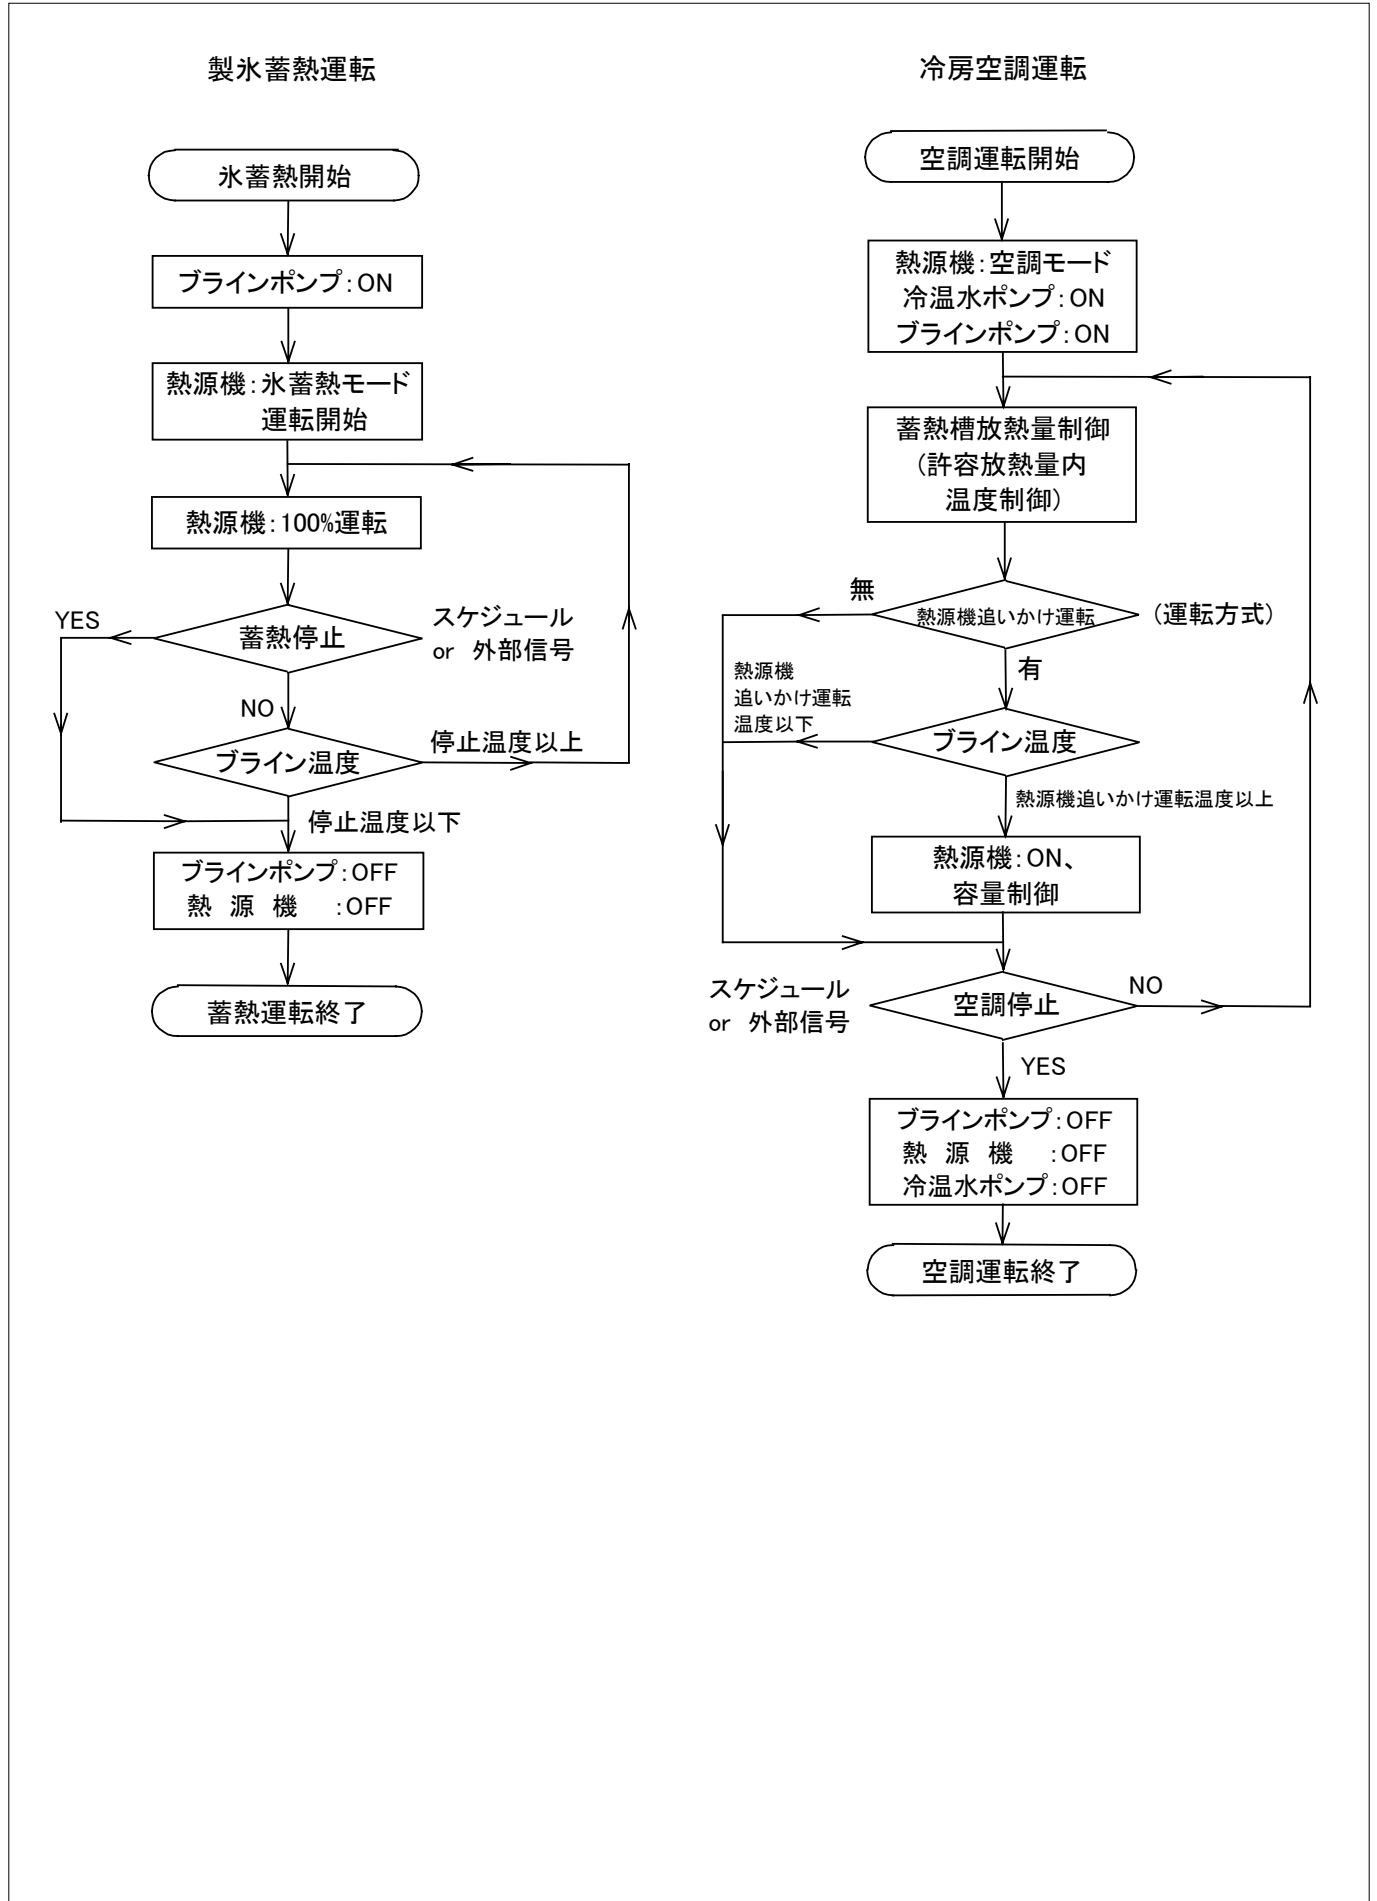 製氷蓄熱運転
氷蓄熱開始
ブラインポンプ：ON
熱源機：氷蓄熱モード
運転開始
熱源機：100%運転
蓄熱停止
スケジュール
or 外部信号
YES
NO
ブライン温度
停止温度以上
停止温度以下
ブラインポンプ：OFF
熱 源 機 ：OFF
蓄熱運転終了
冷房空調運転
空調運転開始
熱源機：空調モード
冷温水ポンプ：ON
ブラインポンプ：ON
蓄熱槽放熱量制御
（許容放熱量内
温度制御）
無
熱源機追いかけ運転
（運転方式）
有
熱源機
追いかけ運転
温度以下
ブライン温度
熱源機追いかけ運転温度以上
熱源機：ON、
容量制御
スケジュール
or 外部信号
空調停止
NO
YES
ブラインポンプ：OFF
熱 源 機 ：OFF
冷温水ポンプ：OFF
空調運転終了